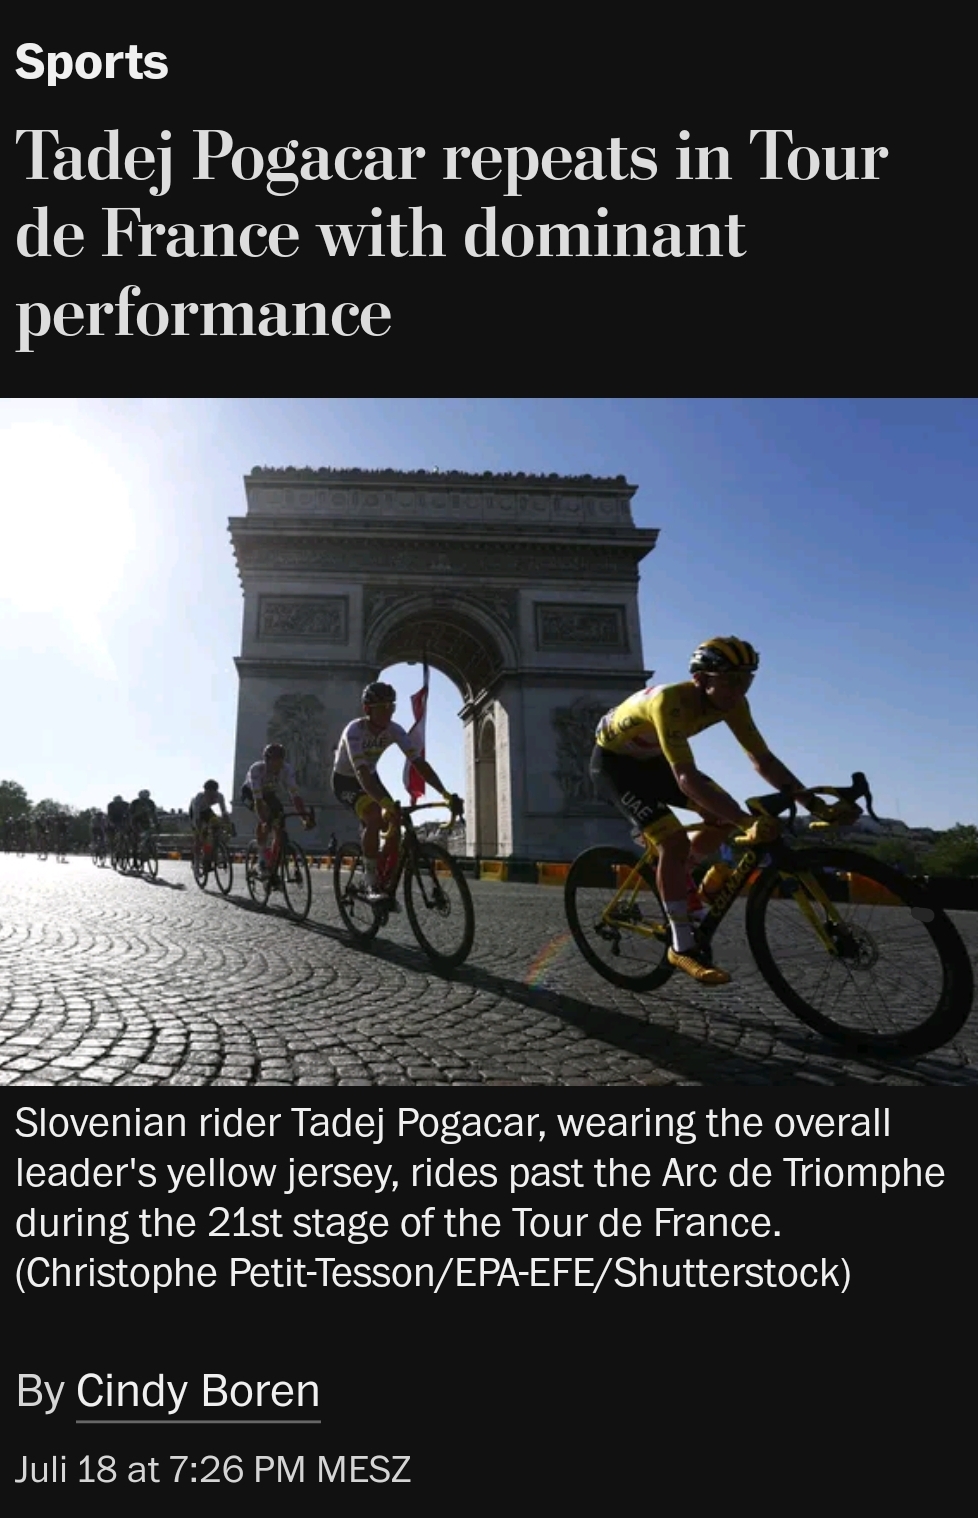 Sports
Tadej Pogacar repeats in Tour
de France with dominant
performance
UAE
UAE
COLNAGO
Slovenian rider Tadej Pogacar, wearing the overall
leader's yellow jersey, rides past the Arc de Triomphe
during the 21st stage of the Tour de France.
(Christophe Petit-Tesson/EPA-EFE/Shutterstock)
By Cindy Boren
Juli 18 at 7:26 PM MESZ